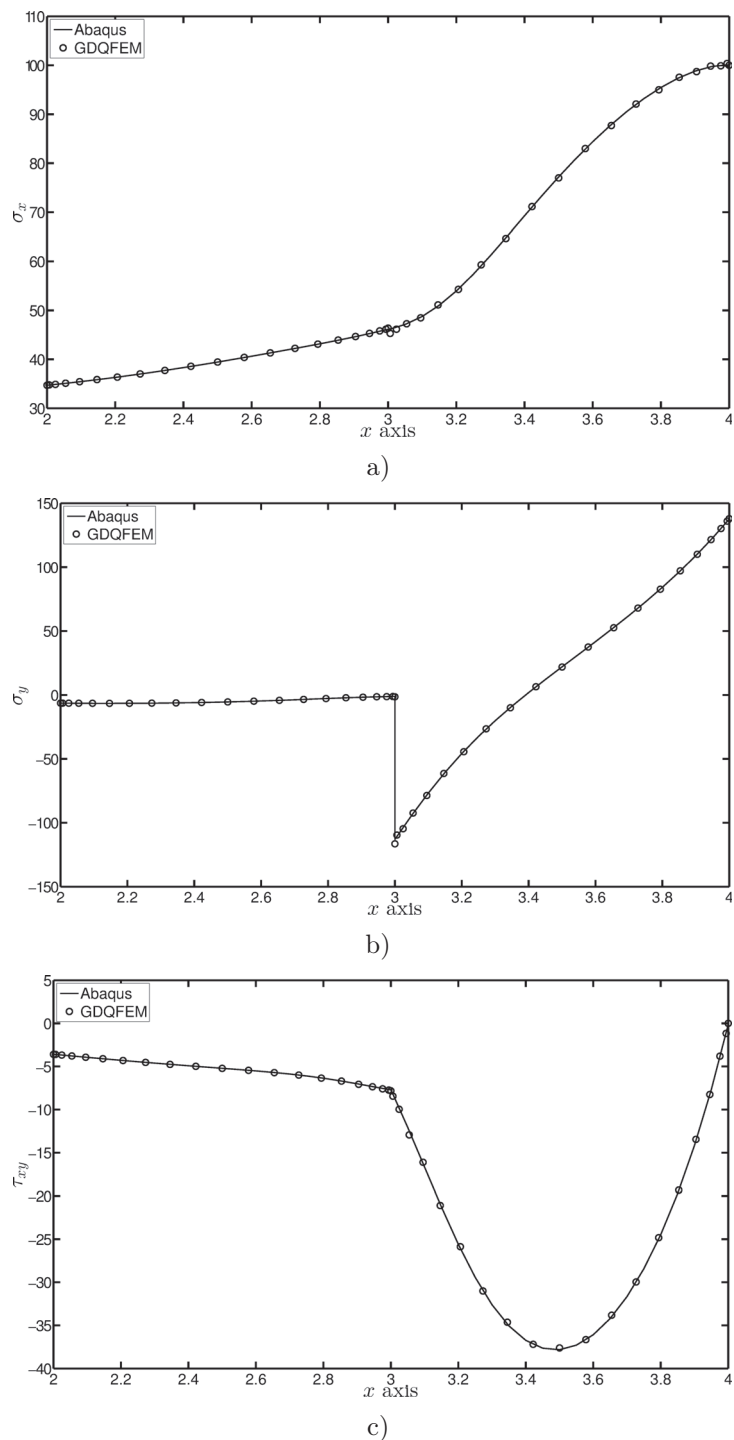 110
Abaqus
GDQFEM
100
90
80
70
σx
60
50
40
30
2 2.2 2.4 2.6 2.8 3 3.2 3.4 3.6 3.8 4
x axis
a)
150
Abaqus
GDQFEM
100
50
0
σy
−50
−100
−150
2 2.2 2.4 2.6 2.8 3 3.2 3.4 3.6 3.8 4
x axis
b)
5
Abaqus
GDQFEM
0
−5
−10
−15
τxy
−20
−25
−30
−35
−40
2 2.2 2.4 2.6 2.8 3 3.2 3.4 3.6 3.8 4
x axis
c)